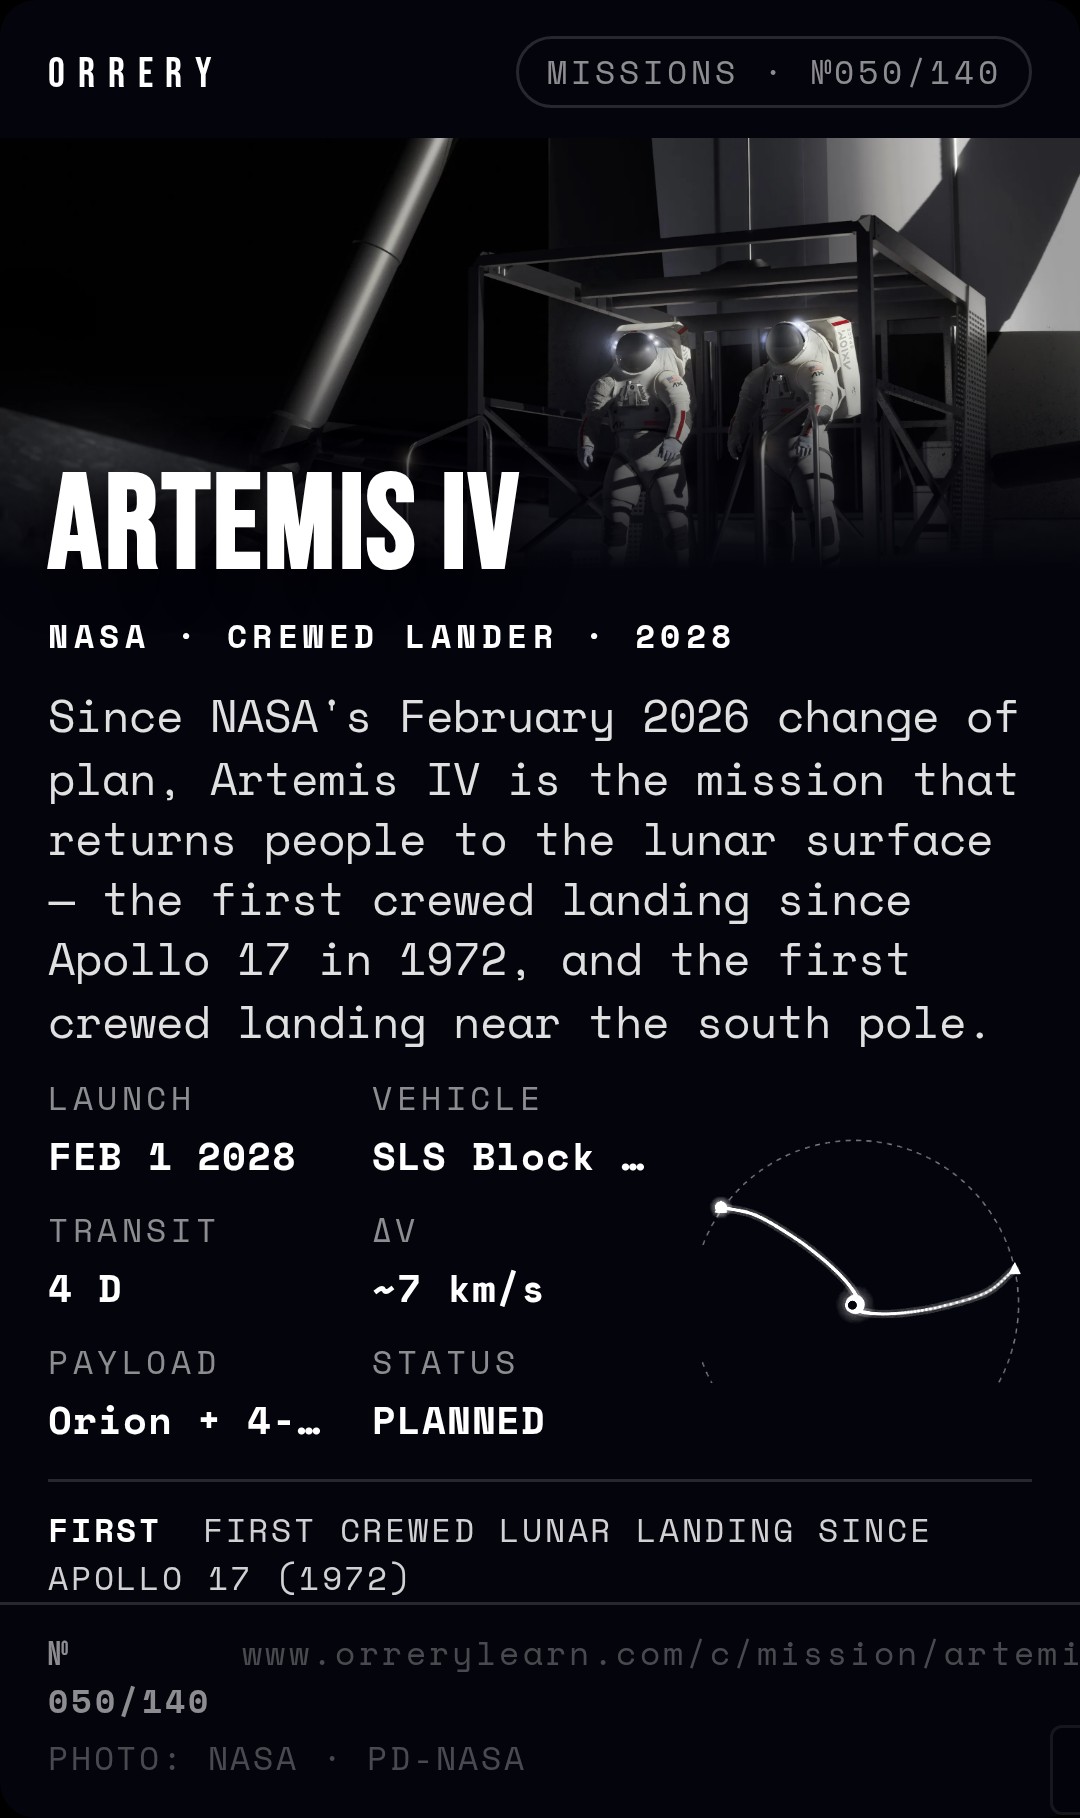 ORRERY
MISSIONS · №050/140
AXIOM
AX
AX
ARTEMIS IV
NASA · CREWED LANDER · 2028
Since NASA's February 2026 change of
plan, Artemis IV is the mission that
returns people to the lunar surface
— the first crewed landing since
Apollo 17 in 1972, and the first
crewed landing near the south pole.
LAUNCH VEHICLE
FEB 1 2028 SLS Block …
TRANSIT ΔV
4 D ~7 km/s
PAYLOAD STATUS
Orion + 4-… PLANNED
FIRST FIRST CREWED LUNAR LANDING SINCE
APOLLO 17 (1972)
№ www.orrerylearn.com/c/mission/artemi
050/140
PHOTO: NASA · PD-NASA